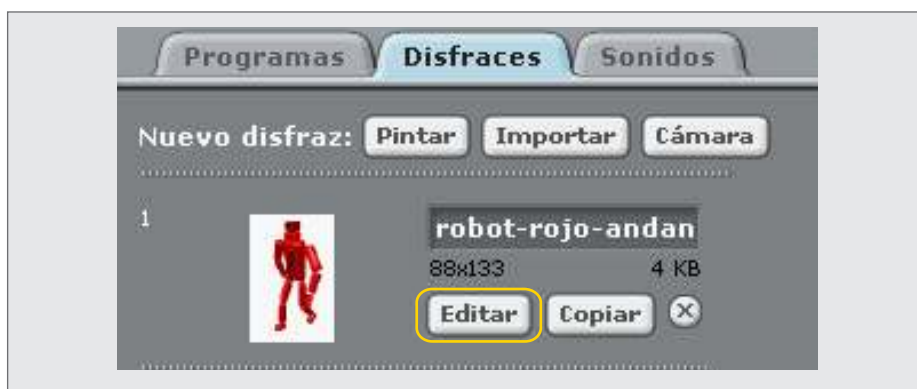 Programas Disfraces Sonidos
Nuevo disfraz: Pintar Importar Cámara
1
robot-rojo-andan
88x133 4 KB
Editar Copiar